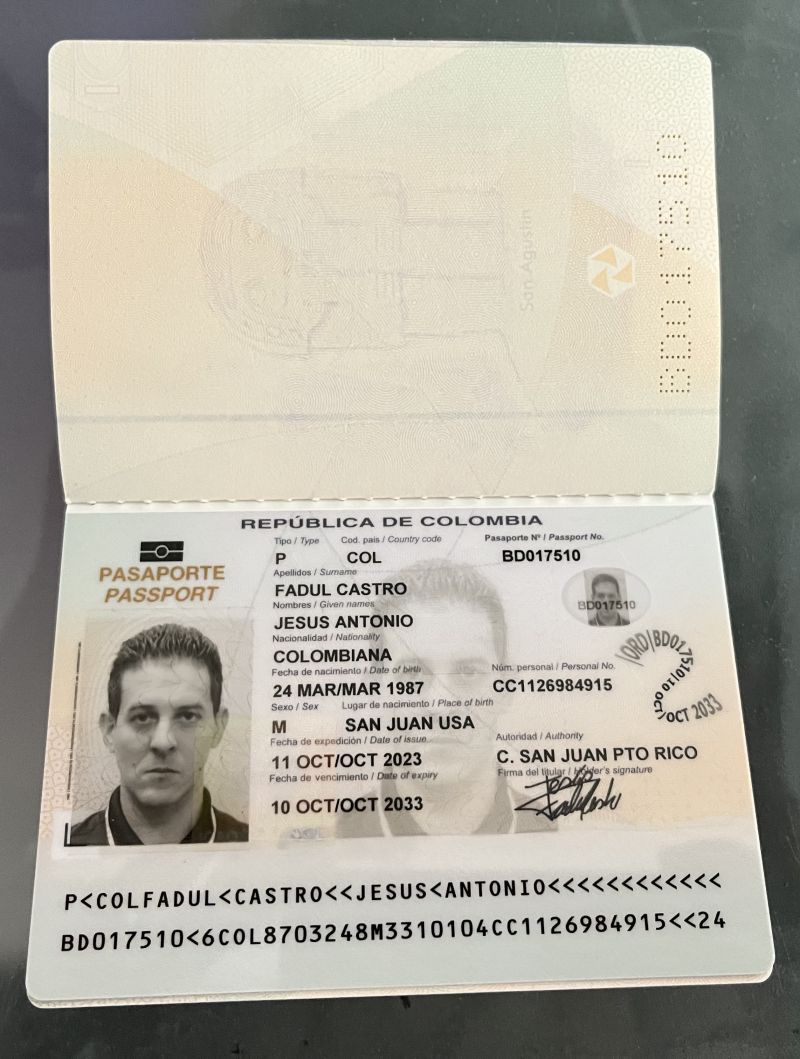 BD017510
San Agustín
REPÚBLICA DE COLOMBIA
PASAPORTE
PASSPORT
Tipo / Type Cod. país / Country code Pasaporte Nº / Passport No.
P COL BD017510
Apellidos / Surname
FADUL CASTRO
Nombres / Given names
JESUS ANTONIO
BD017510
Nacionalidad / Nationality
COLOMBIANA
Fecha de nacimiento / Date of birth Núm. personal / Personal No.
24 MAR/MAR 1987 CC1126984915
Sexo / Sex Lugar de nacimiento / Place of birth
M SAN JUAN USA
Fecha de expedición / Date of issue Autoridad / Authority
11 OCT/OCT 2023 C. SAN JUAN PTO RICO
Fecha de vencimiento / Date of expiry Firma del titular / Holder's signature
10 OCT/OCT 2033
Jesús
/ORD/BD017510/10 OCT/OCT 2033
P<COLFADUL<CASTRO<<JESUS<ANTONIO<<<<<<<<<<<<
BD017510<6COL8703248M3310104CC1126984915<<24